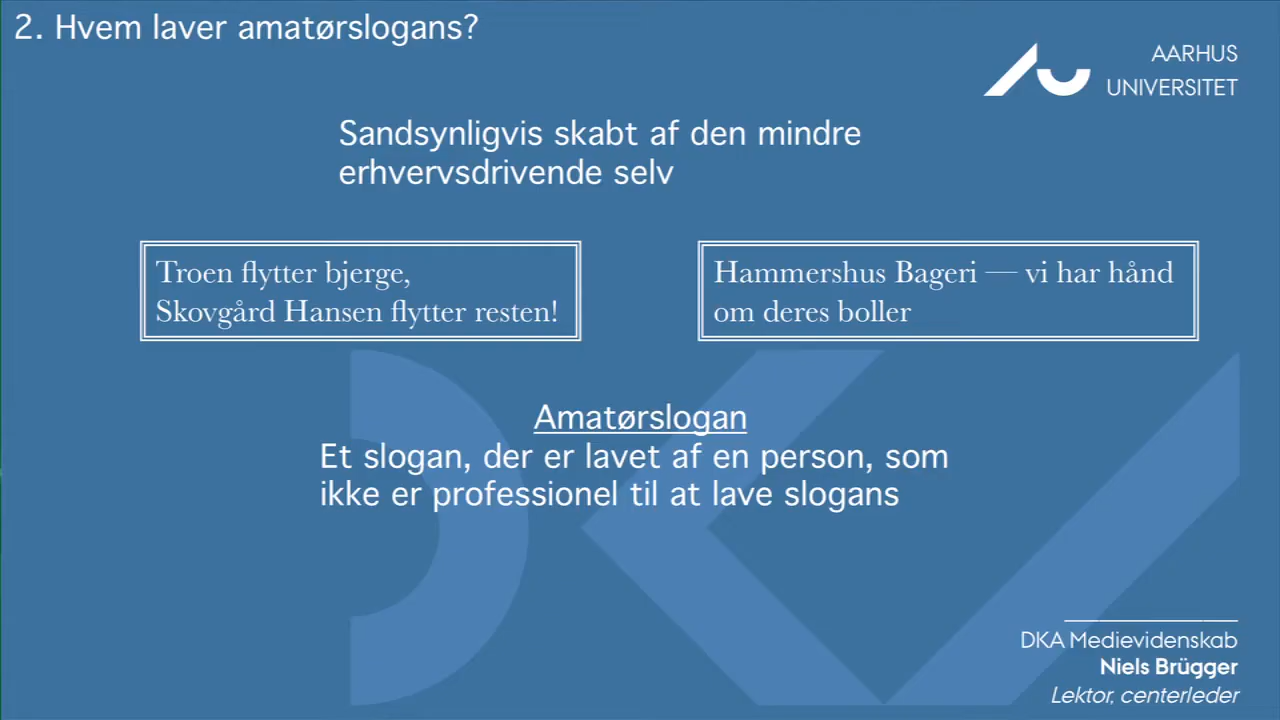 2. Hvem laver amatørslogans?
AARHUS
UNIVERSITET
Sandsynligvis skabt af den mindre
erhvervsdrivende selv
Troen flytter bjerge,
Skovgård Hansen flytter resten!
Hammershus Bageri — vi har hånd
om deres boller
Amatørslogan
Et slogan, der er lavet af en person, som
ikke er professionel til at lave slogans
DKA Medievidenskab
Niels Brügger
Lektor, centerleder